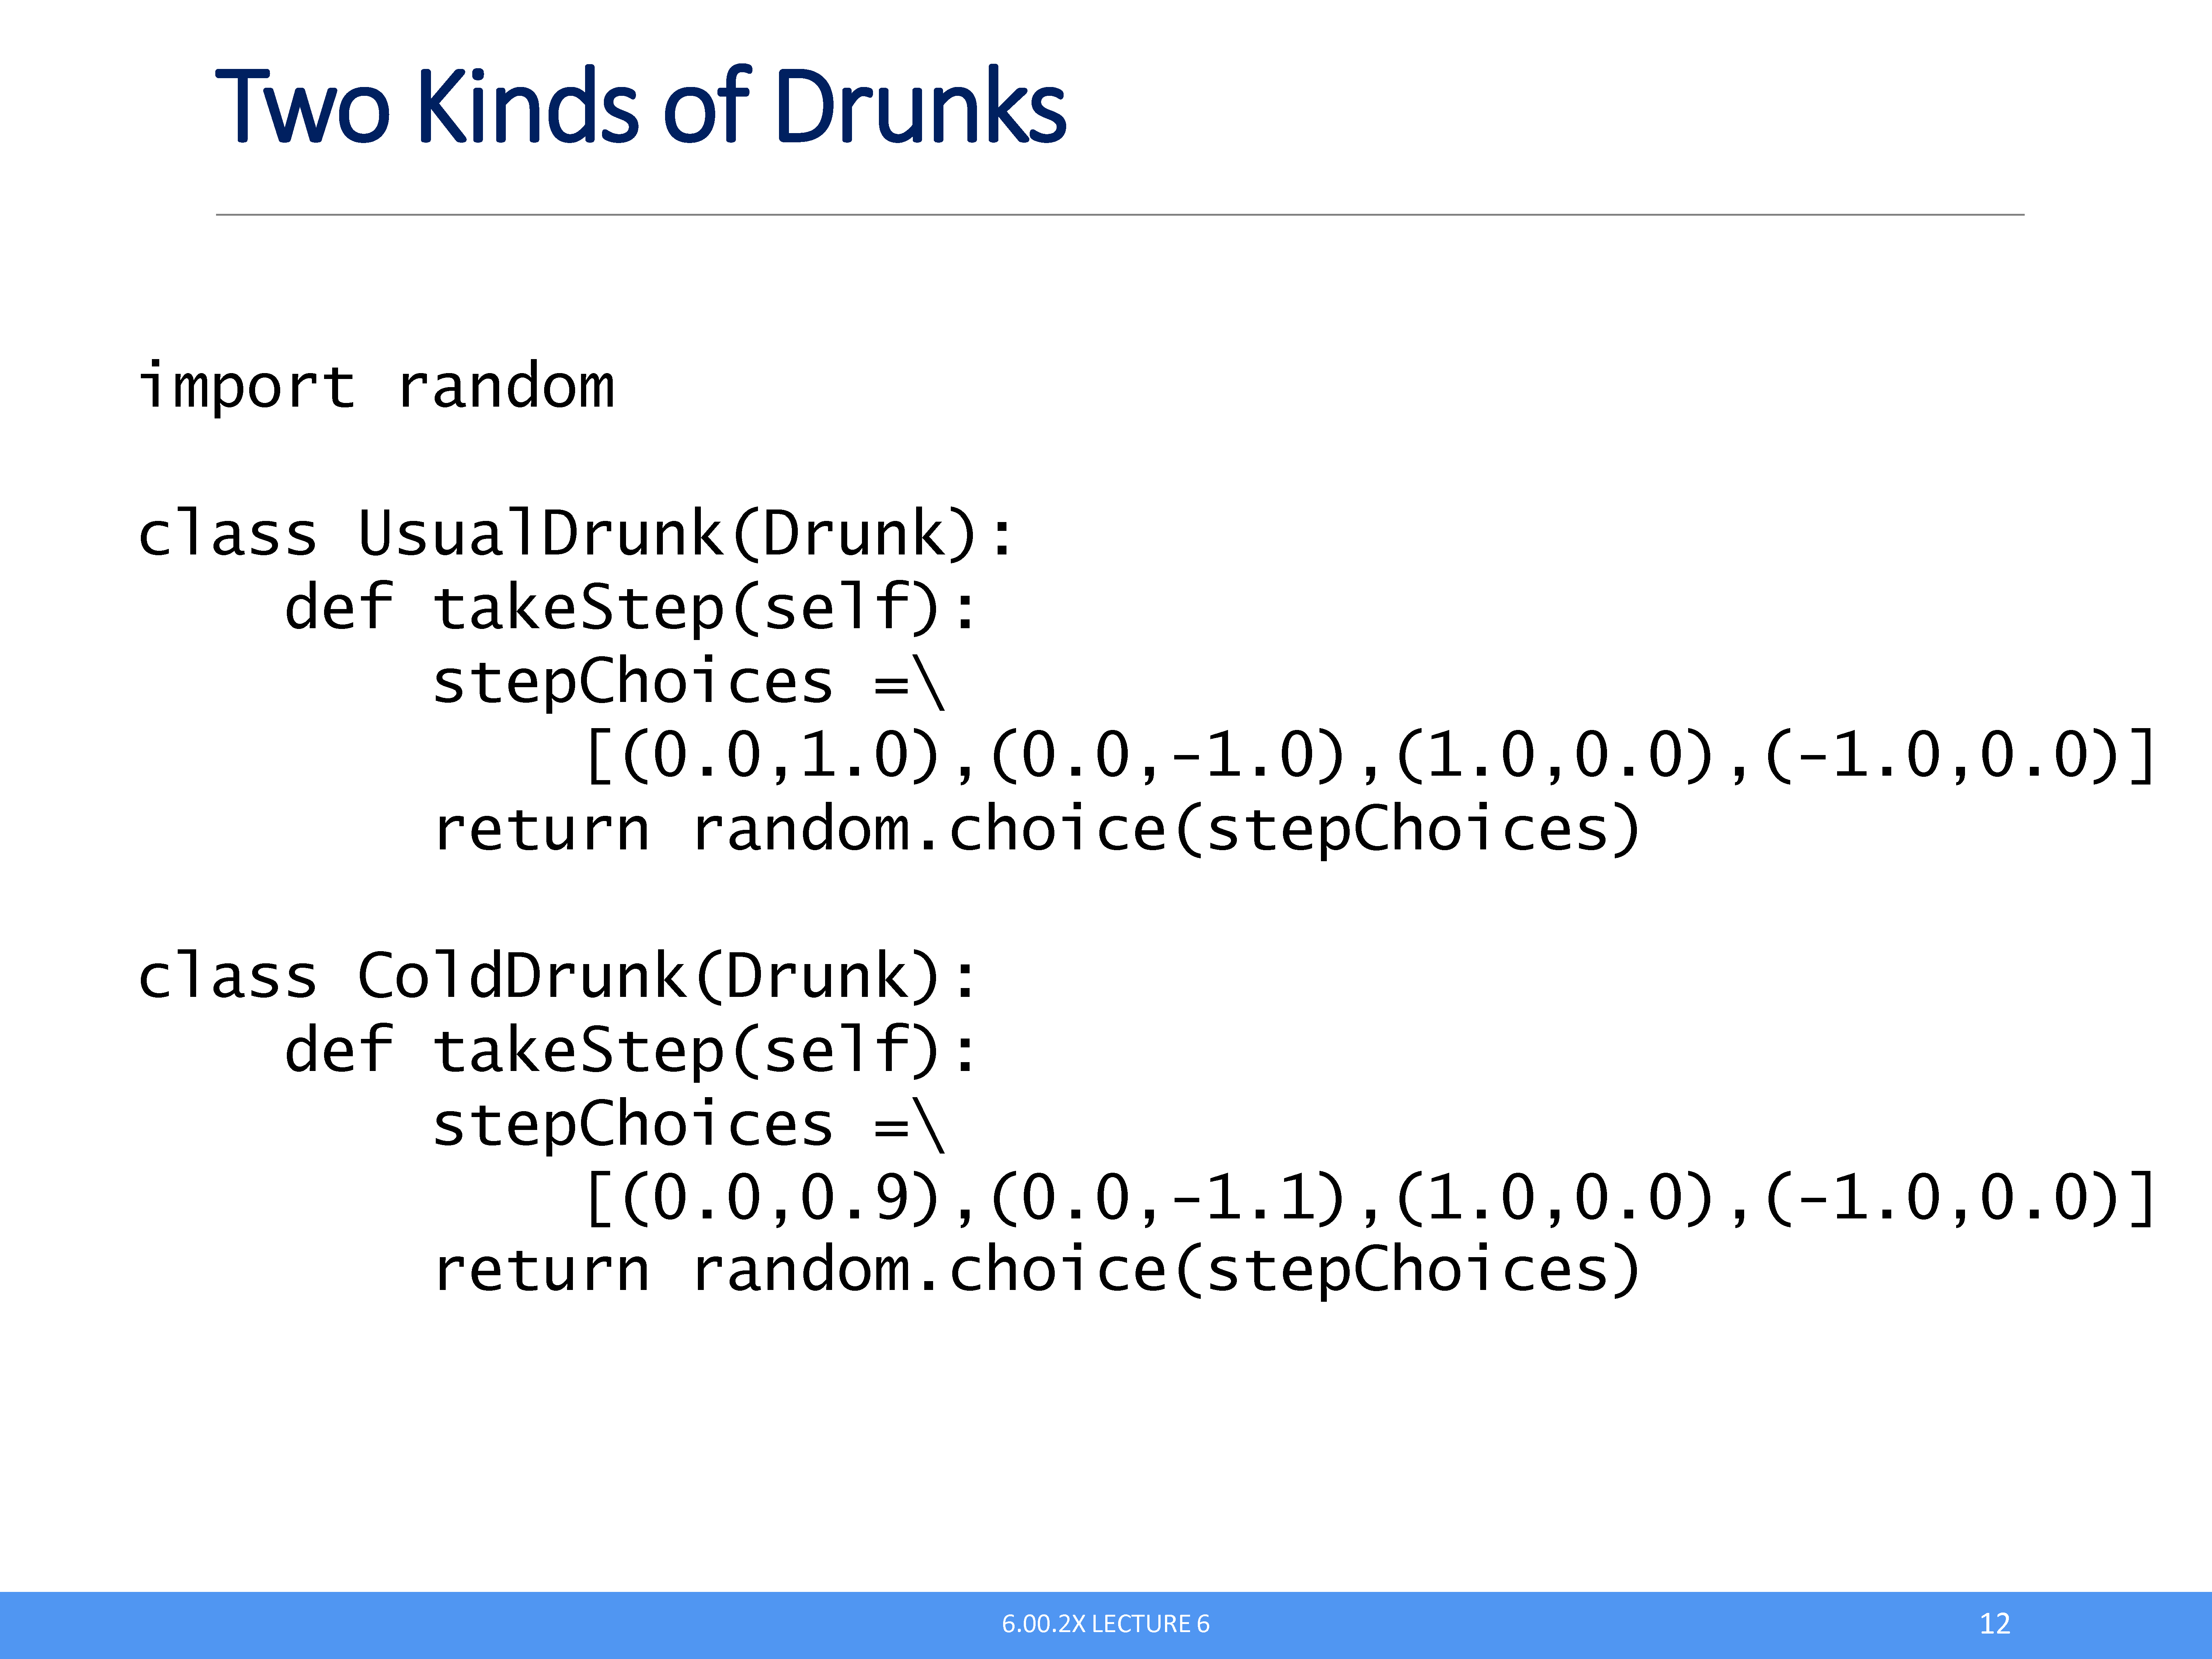 Two Kinds of Drunks
import random
class UsualDrunk(Drunk):
    def takeStep(self):
        stepChoices =\
            [(0.0,1.0),(0.0,-1.0),(1.0,0.0),(-1.0,0.0)]
        return random.choice(stepChoices)
class ColdDrunk(Drunk):
    def takeStep(self):
        stepChoices =\
            [(0.0,0.9),(0.0,-1.1),(1.0,0.0),(-1.0,0.0)]
        return random.choice(stepChoices)
6.00.2X LECTURE 6
12